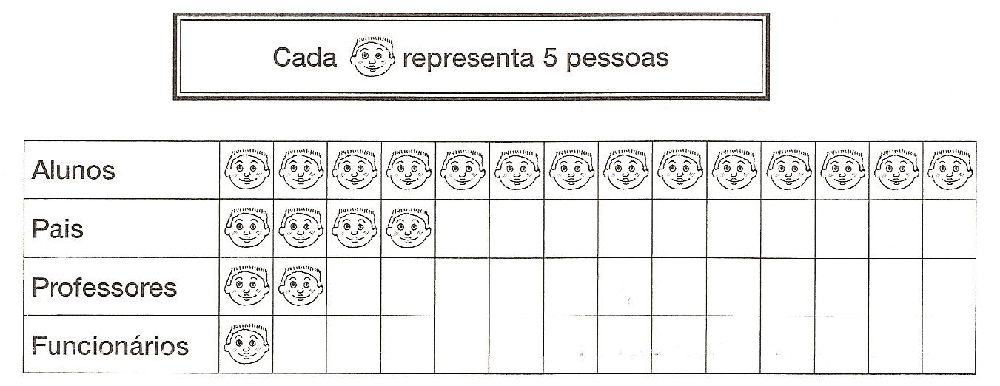 Cada representa 5 pessoas
Alunos
Pais
Professores
Funcionários